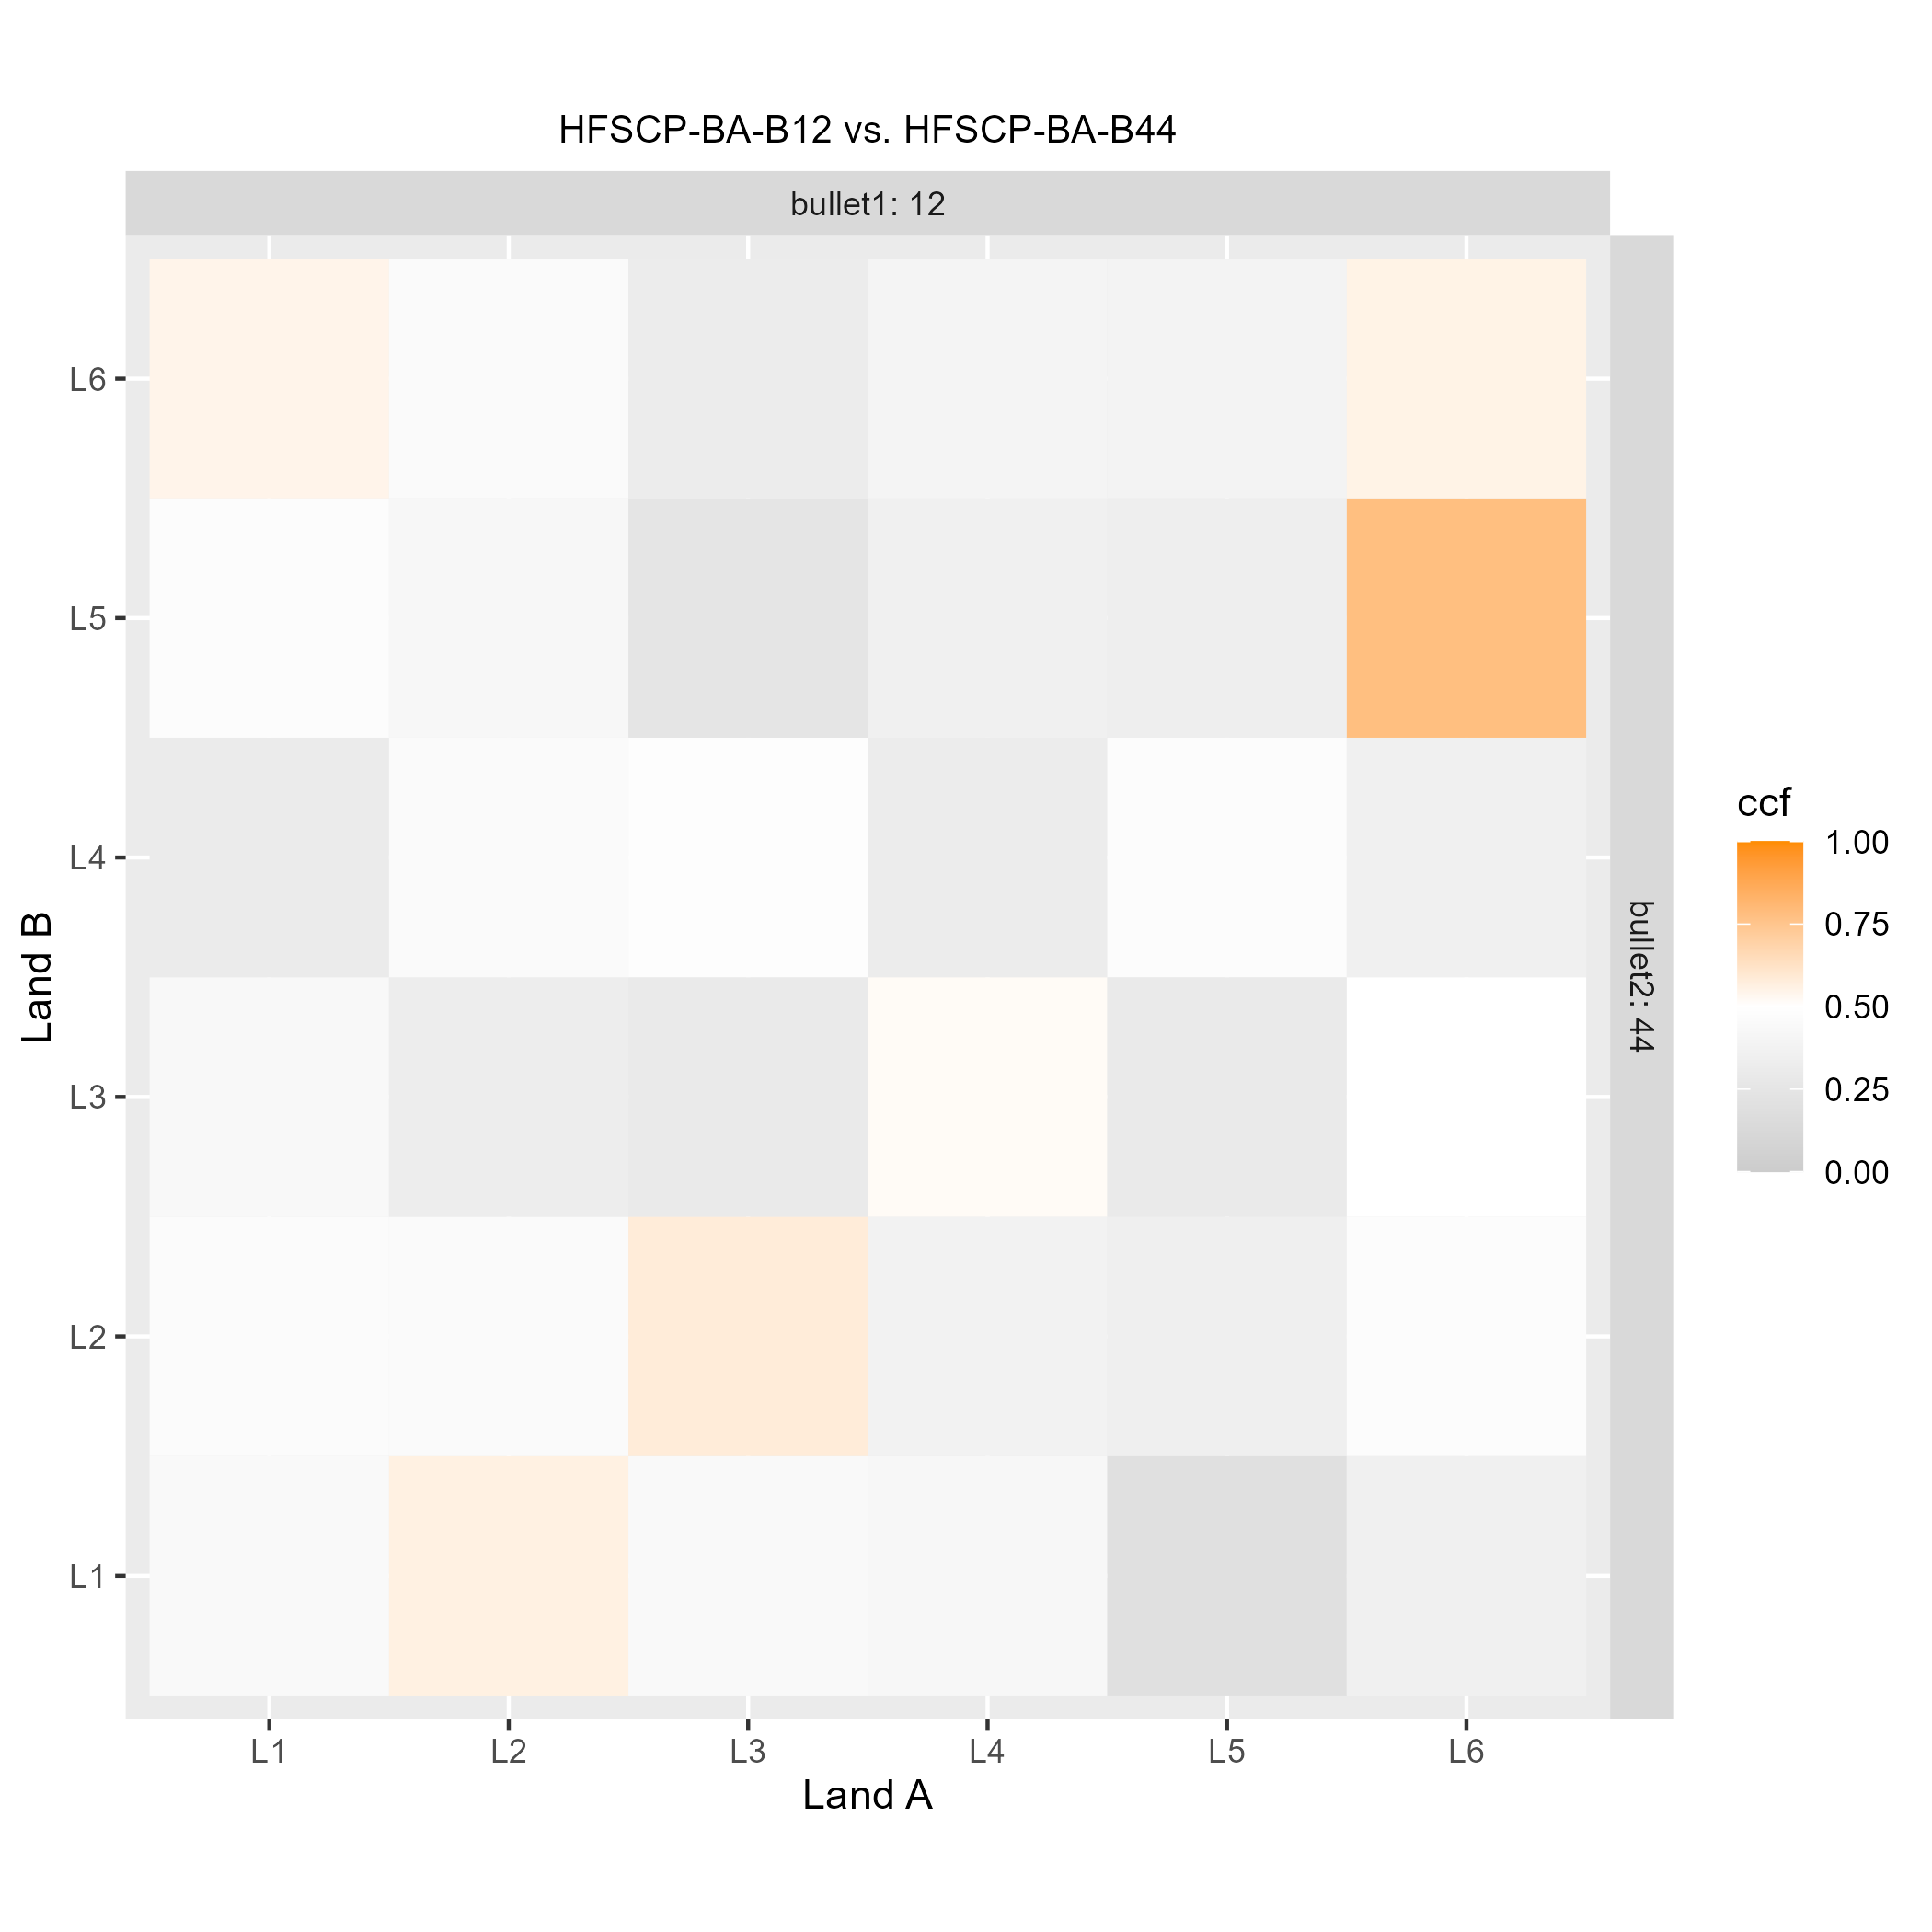 HFSCP-BA-B12 vs. HFSCP-BA-B44
bullet1: 12
L6
L5
L4
L3
L2
L1
Land B
bullet2: 44
L1 L2 L3 L4 L5 L6
Land A
ccf
1.00
0.75
0.50
0.25
0.00